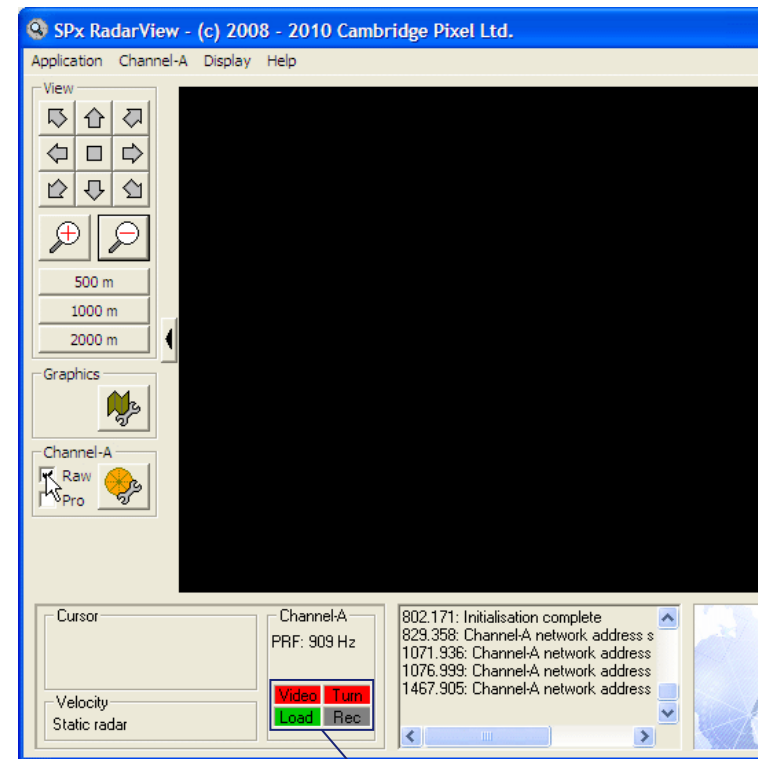 SPx RadarView - (c) 2008 - 2010 Cambridge Pixel Ltd.
Application Channel-A Display Help
View
500 m
1000 m
2000 m
Graphics
Channel-A
Raw
Pro
Cursor
Velocity
Static radar
Channel-A
PRF: 909 Hz
Video Turn
Load Rec
802.171: Initialisation complete
829.358: Channel-A network address s
1071.936: Channel-A network address
1076.999: Channel-A network address
1467.905: Channel-A network address